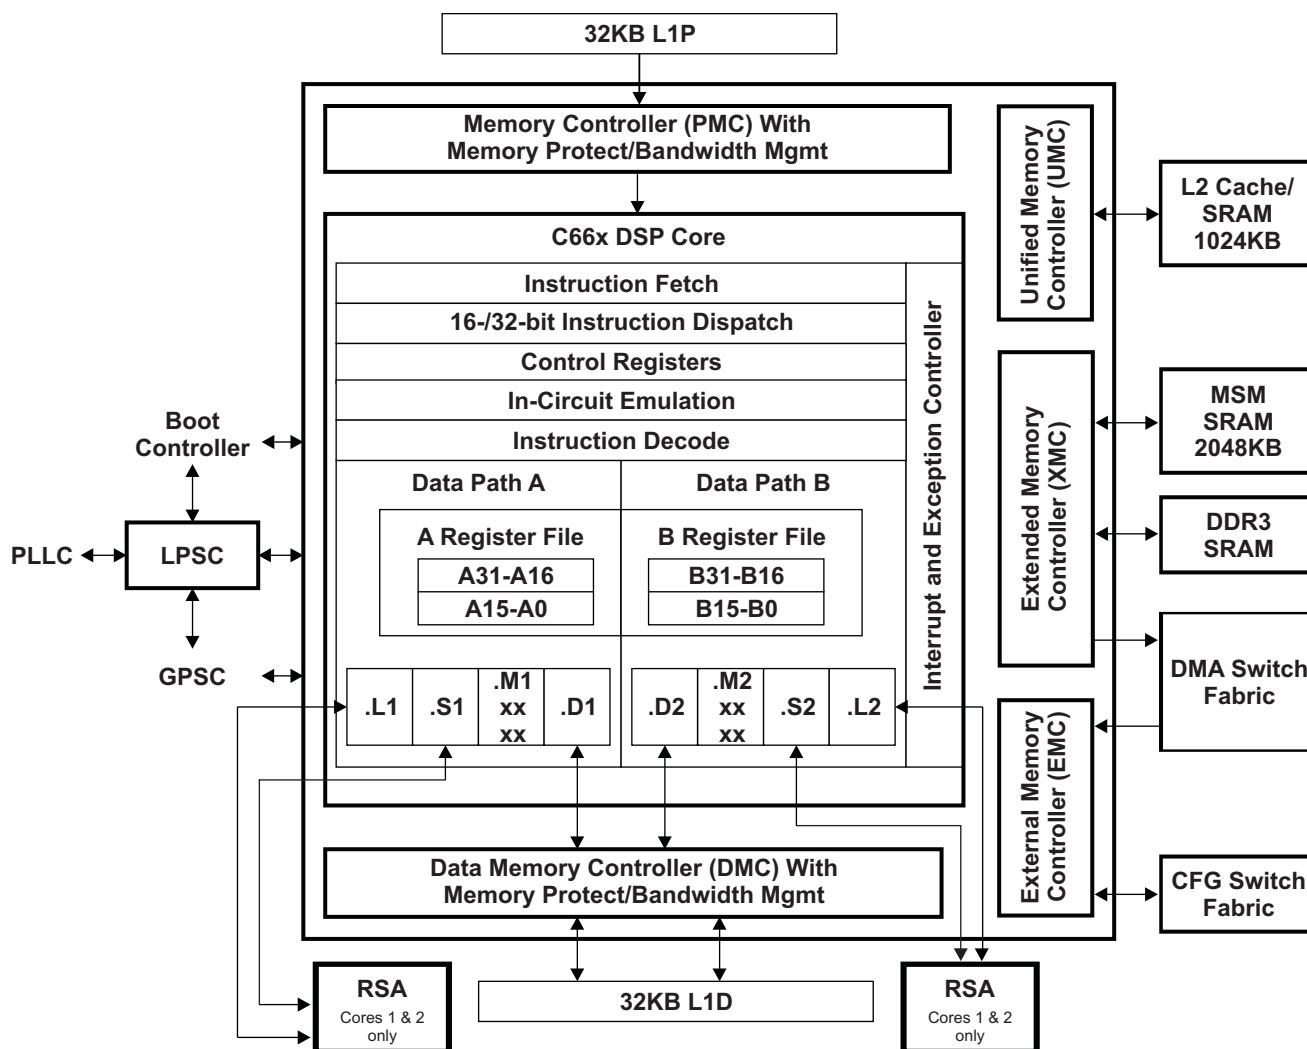 32KB L1P
Memory Controller (PMC) With
Memory Protect/Bandwidth Mgmt
C66x DSP Core
Instruction Fetch
16-/32-bit Instruction Dispatch
Control Registers
In-Circuit Emulation
Instruction Decode
Data Path A
Data Path B
A Register File
B Register File
A31-A16
B31-B16
A15-A0
B15-B0
.L1
.S1
.M1
xx
xx
.D1
.D2
.M2
xx
xx
.S2
.L2
Interrupt and Exception Controller
Data Memory Controller (DMC) With
Memory Protect/Bandwidth Mgmt
32KB L1D
RSA
Cores 1 & 2
only
RSA
Cores 1 & 2
only
Boot
Controller
PLLC
LPSC
GPSC
Unified Memory
Controller (UMC)
Extended Memory
Controller (XMC)
External Memory
Controller (EMC)
L2 Cache/
SRAM
1024KB
MSM
SRAM
2048KB
DDR3
SRAM
DMA Switch
Fabric
CFG Switch
Fabric